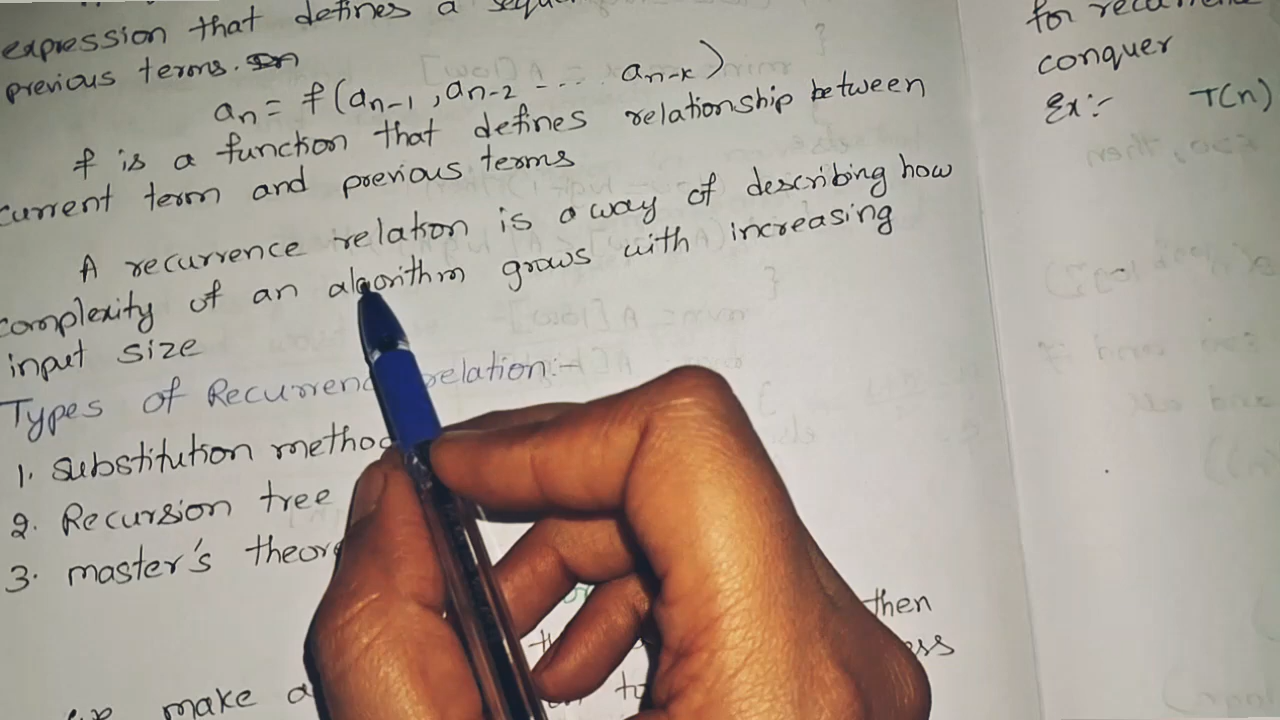 expression that defines a
previous terms.
an = f(an-1, an-2 - ... an-k)
f is a function that defines relationship between
current term and previous terms
A recurrence relation is a way of describing how
complexity of an algorithm grows with increasing
input size
Types of Recurrenc relation:-
1. substitution method
2. Recursion tree
3. master's theor
then
make a
for
conquer
Ex:- T(n)